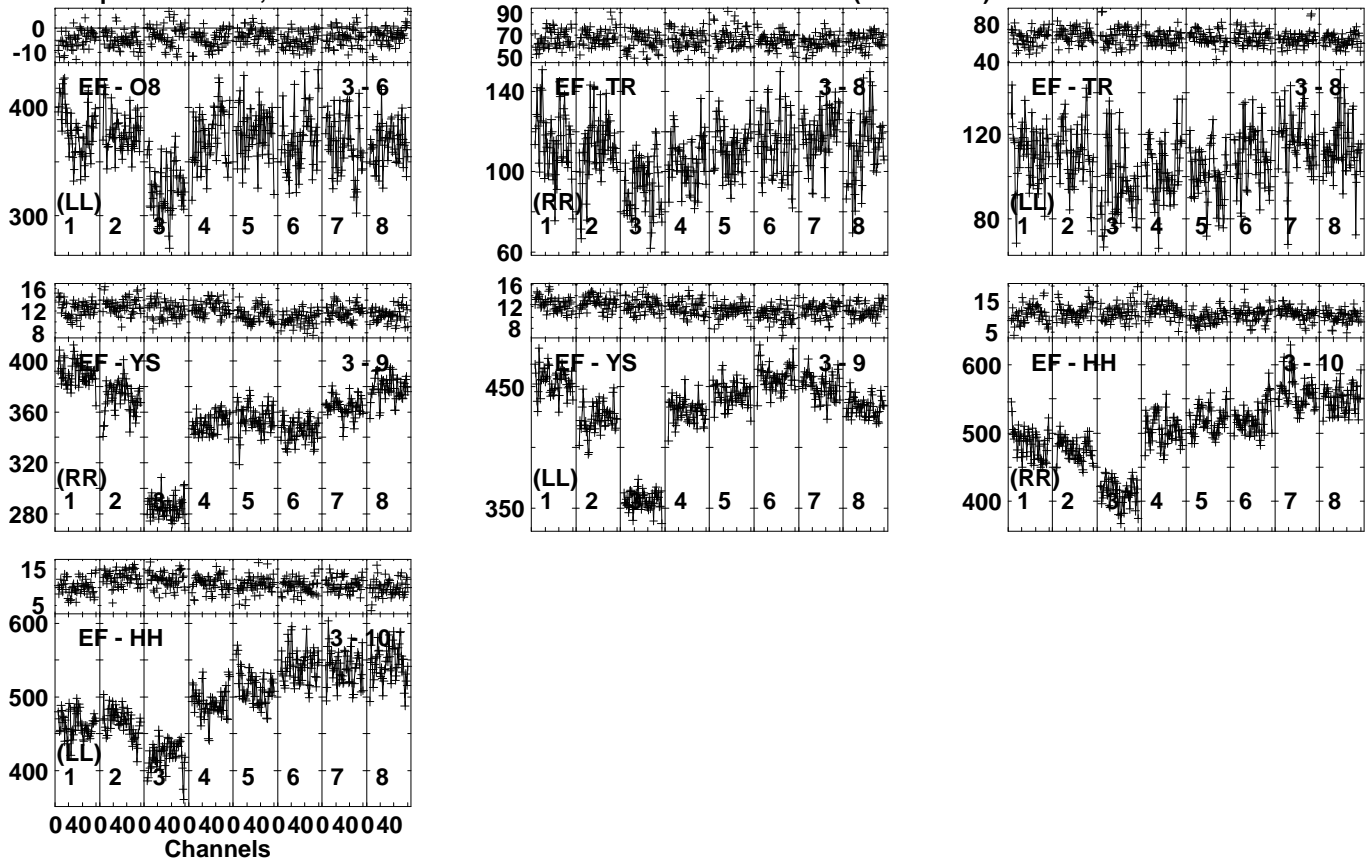 0
-10
EF - O8 3 - 6
400
300
(LL)
1 2 3 4 5 6 7 8
90
70
50
EF - TR 3 - 8
140
100
60
(RR)
1 2 3 4 5 6 7 8
80
40
EF - TR 3 - 8
120
80
(LL)
1 2 3 4 5 6 7 8
16
12
8
EF - YS 3 - 9
400
360
320
280
(RR)
1 2 3 4 5 6 7 8
16
12
8
EF - YS 3 - 9
450
350
(LL)
1 2 3 4 5 6 7 8
15
5
EF - HH 3 - 10
600
500
400
(RR)
1 2 3 4 5 6 7 8
15
5
EF - HH 3 - 10
600
500
400
(LL)
1 2 3 4 5 6 7 8
0 40 0 40 0 40 0 40 0 40 0 40 0 40 0 40
Channels